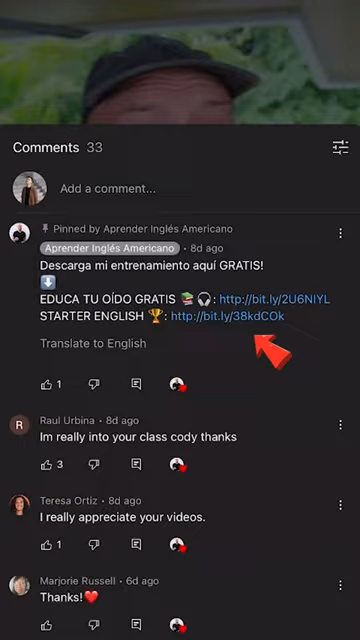 Comments 33
Add a comment...
Pinned by Aprender Inglés Americano
Aprender Inglés Americano • 8d ago
Descarga mi entrenamiento aquí GRATIS!
⬇️
EDUCA TU OÍDO GRATIS 📚🎧: http://bit.ly/2U6NIYL
STARTER ENGLISH 🏆: http://bit.ly/38kdCOk
Translate to English
1
R
Raul Urbina • 8d ago
Im really into your class cody thanks
3
Teresa Ortiz • 8d ago
I really appreciate your videos.
1
Marjorie Russell • 6d ago
Thanks!❤️